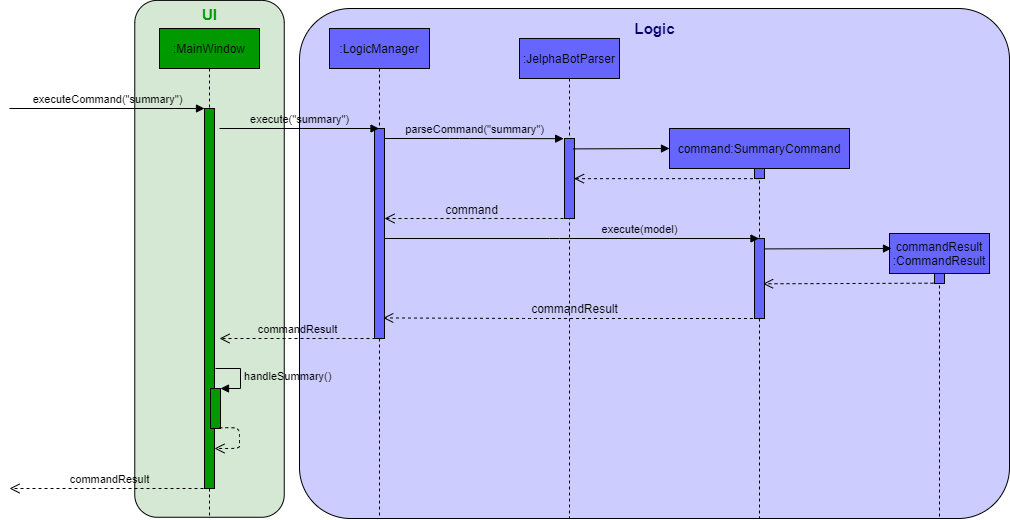 UI
Logic
:MainWindow
:LogicManager
:JelphaBotParser
executeCommand("summary")
execute("summary")
parseCommand("summary")
command:SummaryCommand
command
execute(model)
commandResult
:CommandResult
commandResult
commandResult
handleSummary()
commandResult